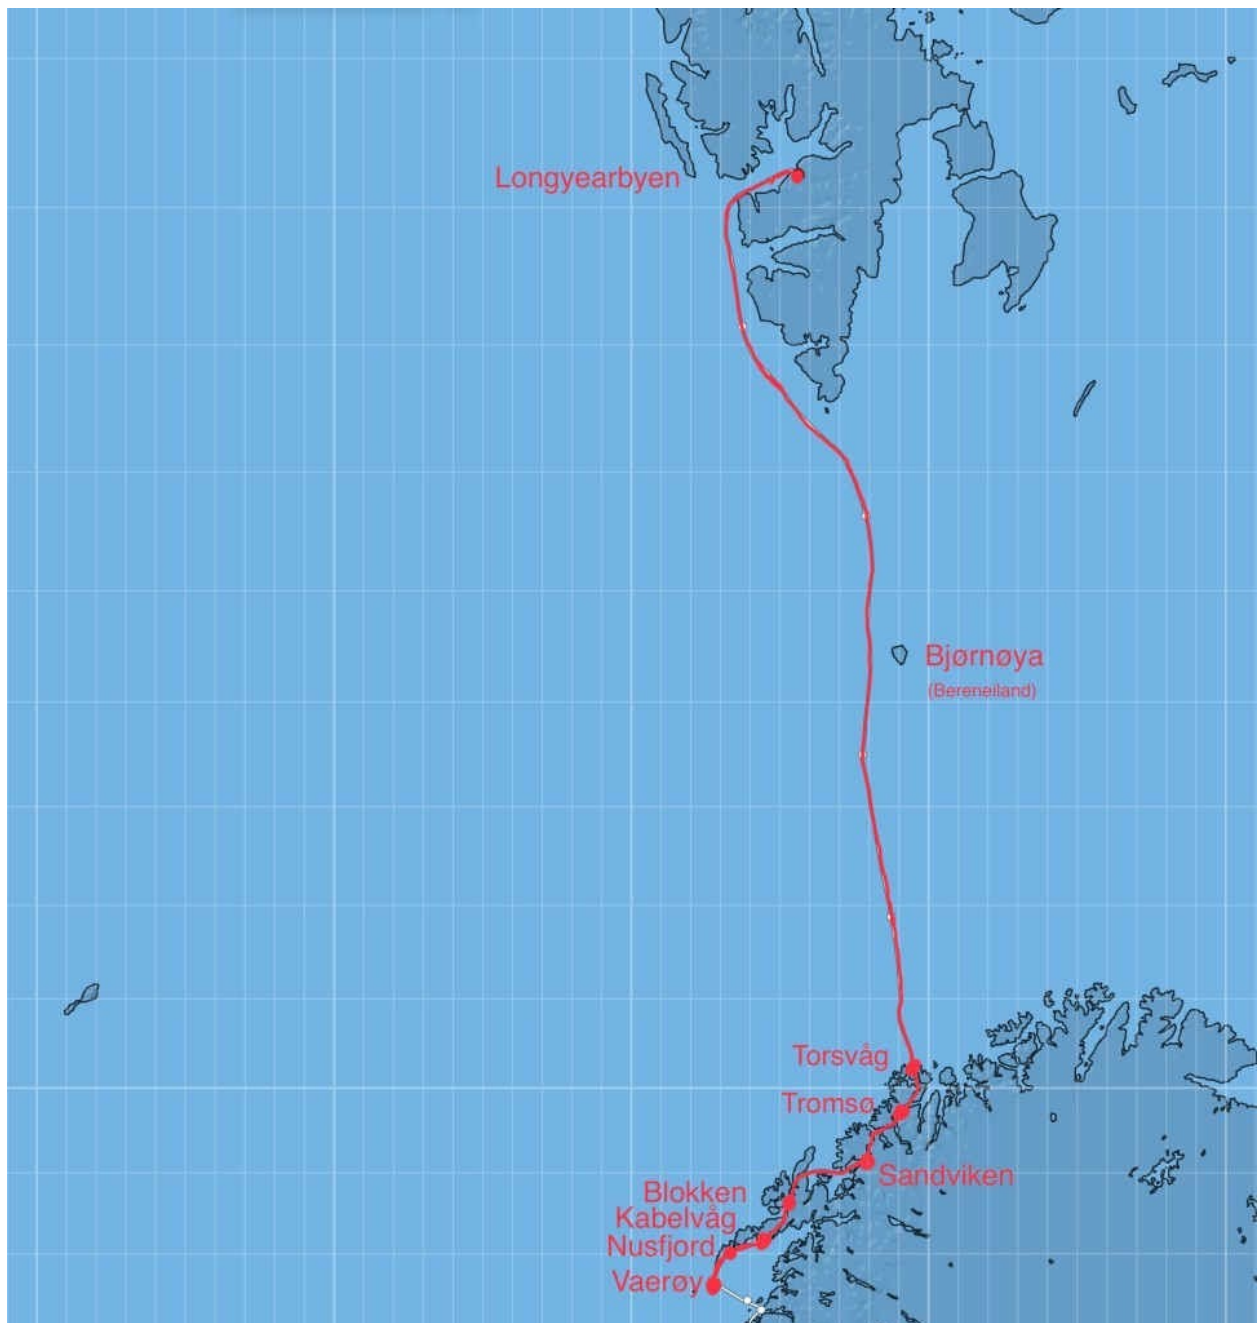 Longyearbyen
Bjørnøya
(Bereneiland)
Torsvåg
Tromsø
Sandviken
Blokken
Kabelvåg
Nusfjord
Vaerøy